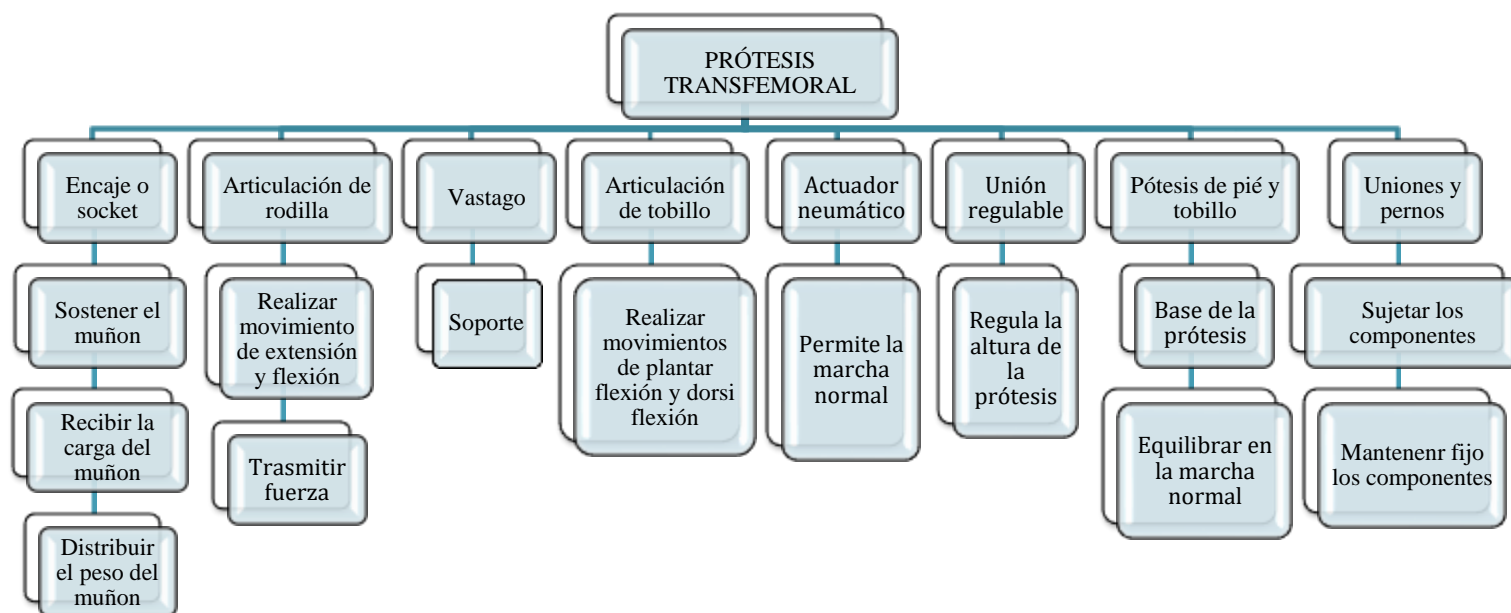 PRÓTESIS
TRANSFEMORAL
Encaje o
socket
Sostener el
muñon
Recibir la
carga del
muñon
Distribuir
el peso del
muñon
Articulación de
rodilla
Realizar
movimiento
de extensión
y flexión
Trasmitir
fuerza
Vastago
Soporte
Articulación
de tobillo
Realizar
movimientos
de plantar
flexión y dorsi
flexión
Actuador
neumático
Permite la
marcha
normal
Unión
regulable
Regula la
altura de
la
prótesis
Pótesis de pié y
tobillo
Base de la
prótesis
Equilibrar en
la marcha
normal
Uniones y
pernos
Sujetar los
componentes
Mantenenr fijo
los componentes